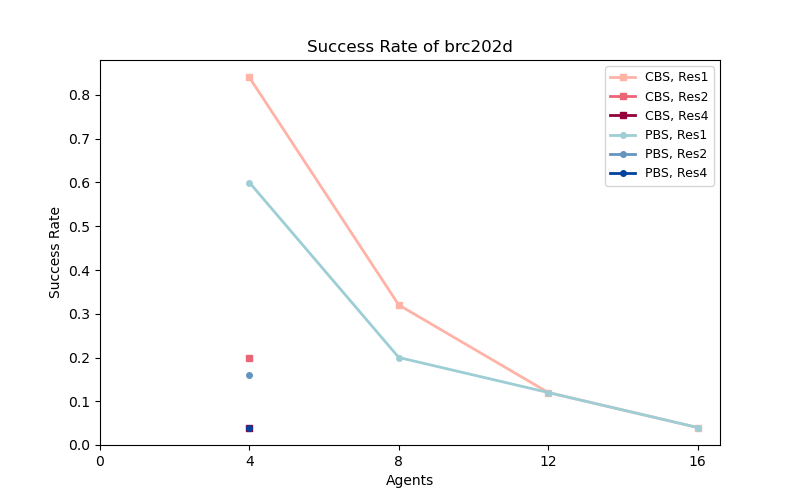 Success Rate of brc202d
CBS, Res1
CBS, Res2
CBS, Res4
PBS, Res1
PBS, Res2
PBS, Res4
Success Rate
0.8
0.7
0.6
0.5
0.4
0.3
0.2
0.1
0.0
0 4 8 12 16
Agents